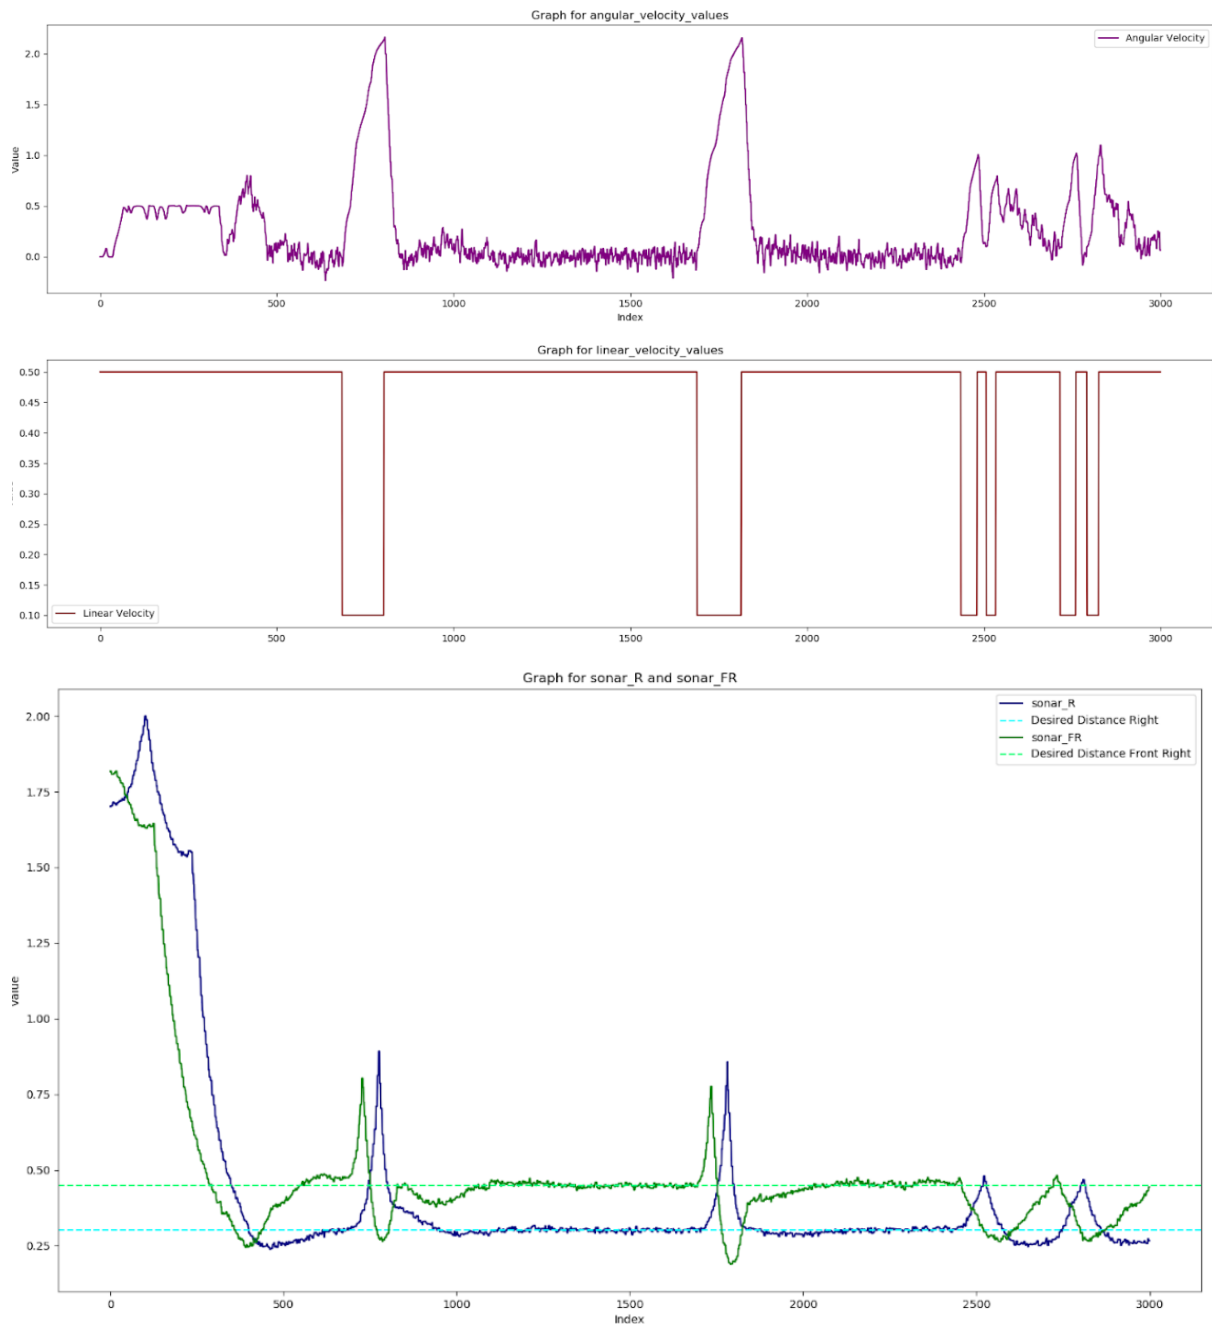 Graph for angular_velocity_values
Angular Velocity
2.0
1.5
1.0
0.5
0.0
Value
0 500 1000 1500 2000 2500 3000
Index
Graph for linear_velocity_values
0.50
0.45
0.40
0.35
0.30
0.25
0.20
0.15
0.10
Linear Velocity
0 500 1000 1500 2000 2500 3000
Graph for sonar_R and sonar_FR
sonar_R
Desired Distance Right
sonar_FR
Desired Distance Front Right
2.00
1.75
1.50
1.25
1.00
0.75
0.50
0.25
Value
0 500 1000 1500 2000 2500 3000
Index